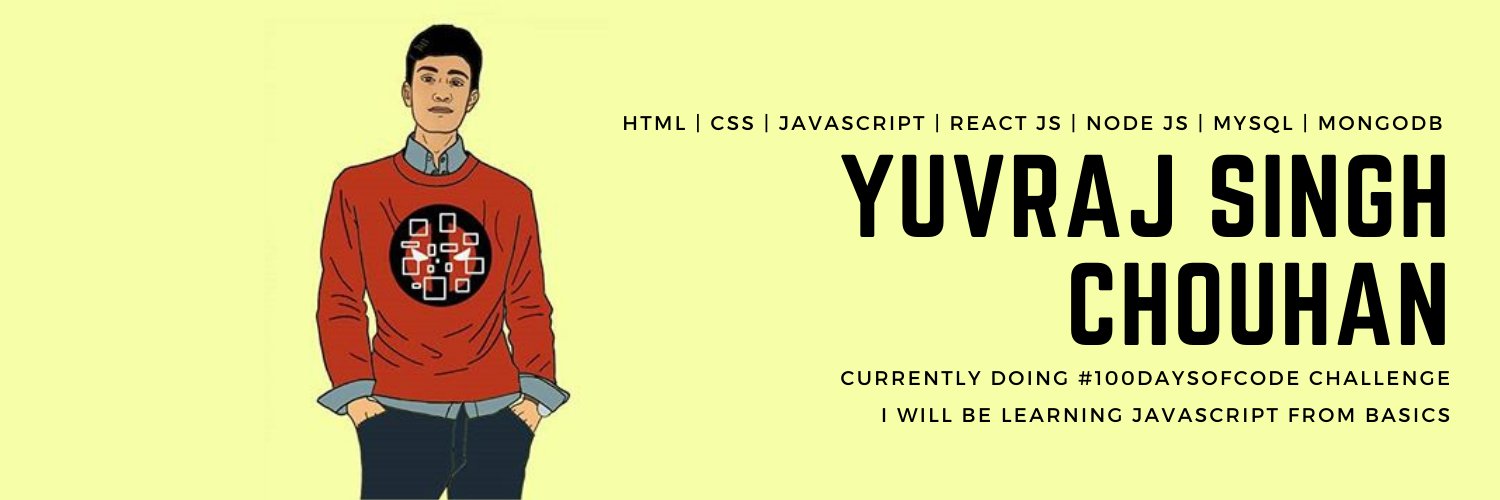 HTML | CSS | JAVASCRIPT | REACT JS | NODE JS | MYSQL | MONGODB
YUVRAJ SINGH
CHOUHAN
CURRENTLY DOING #100DAYSOFCODE CHALLENGE
I WILL BE LEARNING JAVASCRIPT FROM BASICS